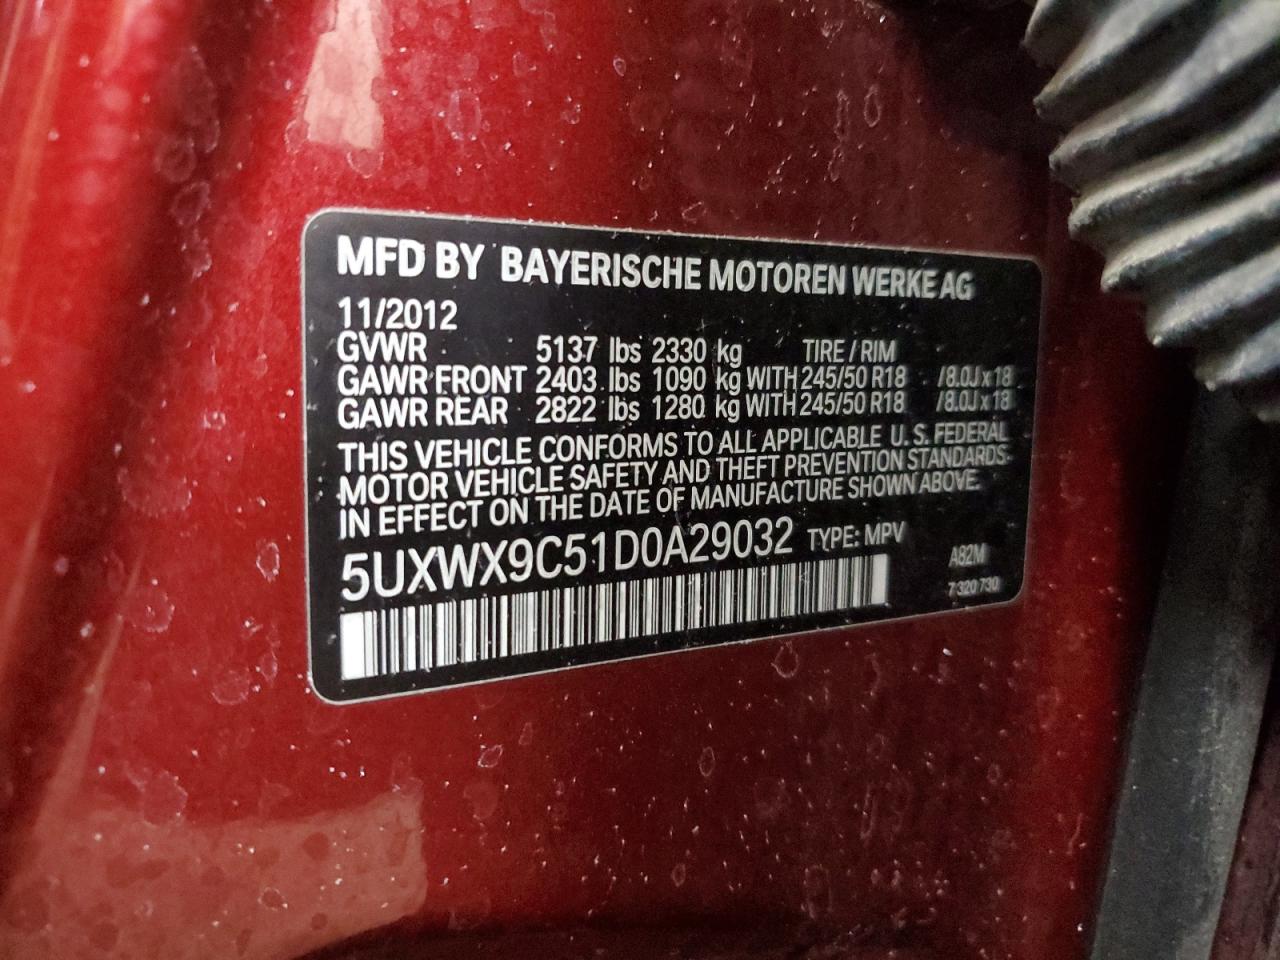 MFD BY BAYERISCHE MOTOREN WERKE AG
11/2012
GVWR 5137 lbs 2330 kg TIRE / RIM
GAWR FRONT 2403 lbs 1090 kg WITH 245/50 R18 /8.0J x 18
GAWR REAR 2822 lbs 1280 kg WITH 245/50 R18 /8.0J x 18
THIS VEHICLE CONFORMS TO ALL APPLICABLE U.S. FEDERAL
MOTOR VEHICLE SAFETY AND THEFT PREVENTION STANDARDS
IN EFFECT ON THE DATE OF MANUFACTURE SHOWN ABOVE.
5UXWX9C51D0A29032 TYPE: MPV
A82M
7 320 730